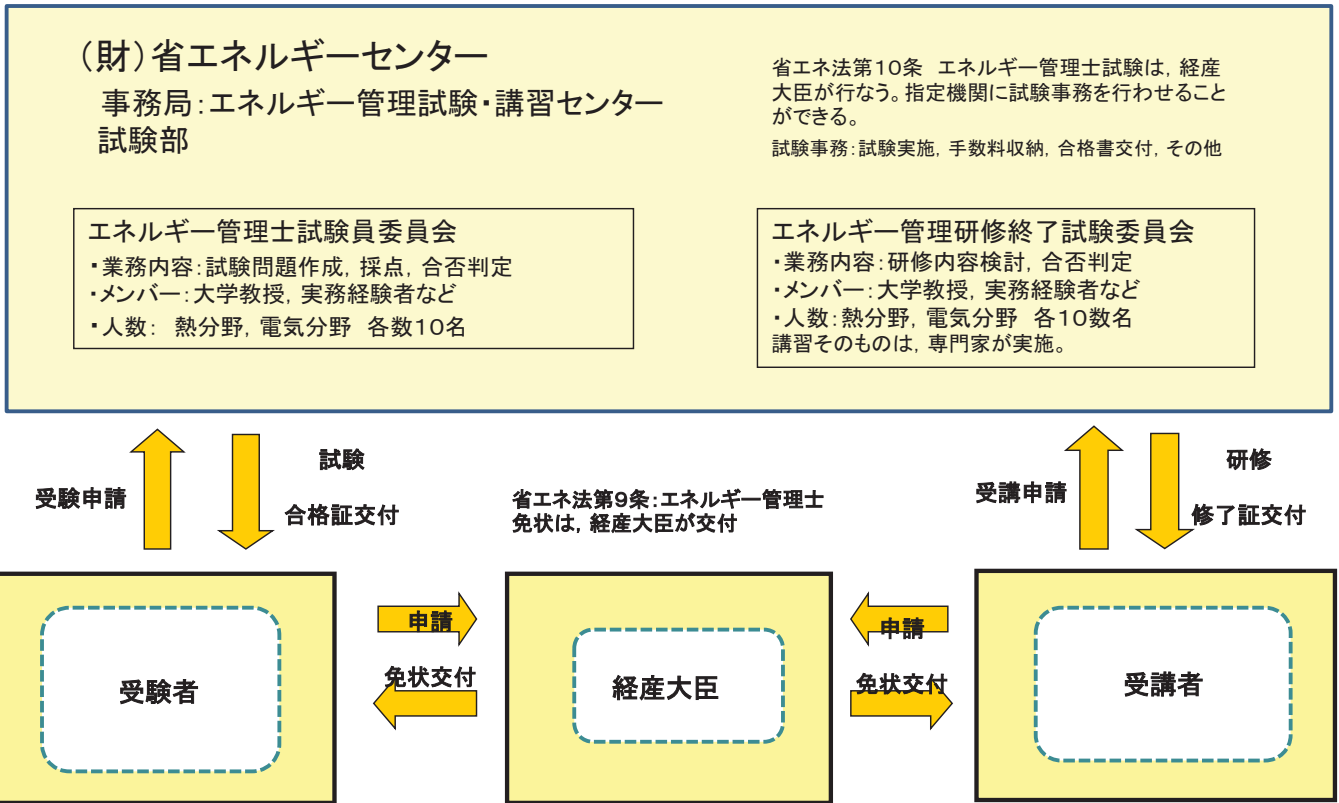 (財)省エネルギーセンター
事務局:エネルギー管理試験・講習センター
試験部
省エネ法第10条 エネルギー管理士試験は,経産
大臣が行なう。指定機関に試験事務を行わせること
ができる。
試験事務:試験実施,手数料収納,合格書交付,その他
エネルギー管理士試験員委員会
・業務内容:試験問題作成,採点,合否判定
・メンバー:大学教授,実務経験者など
・人数: 熱分野,電気分野 各数10名
エネルギー管理研修終了試験委員会
・業務内容:研修内容検討,合否判定
・メンバー:大学教授,実務経験者など
・人数:熱分野,電気分野 各10数名
講習そのものは,専門家が実施。
受験申請
試験
合格証交付
省エネ法第9条:エネルギー管理士
免状は,経産大臣が交付
受講申請
研修
修了証交付
申請
免状交付
申請
免状交付
受験者
経産大臣
受講者